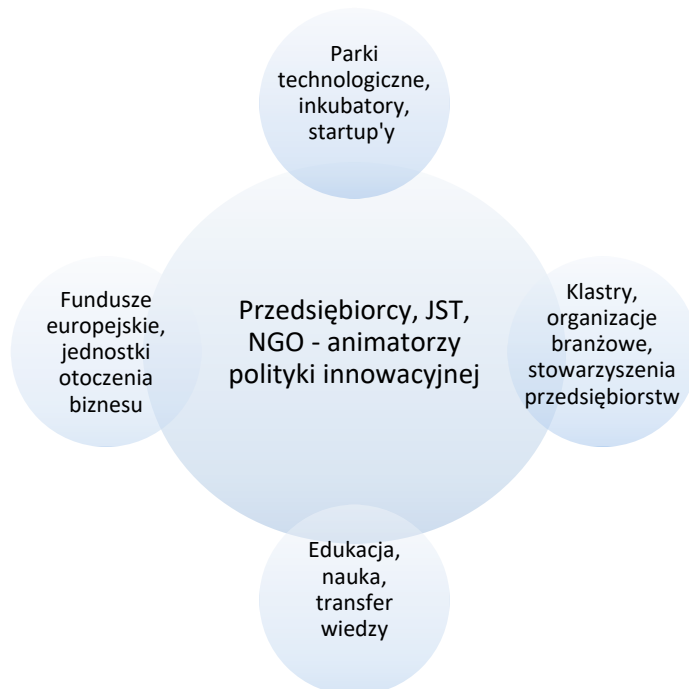 Parki
technologiczne,
inkubatory,
startup'y
Fundusze
europejskie,
jednostki
otoczenia
biznesu
Przedsiębiorcy, JST,
NGO - animatorzy
polityki innowacyjnej
Klastry,
organizacje
branżowe,
stowarzyszenia
przedsiębiorstw
Edukacja,
nauka,
transfer
wiedzy